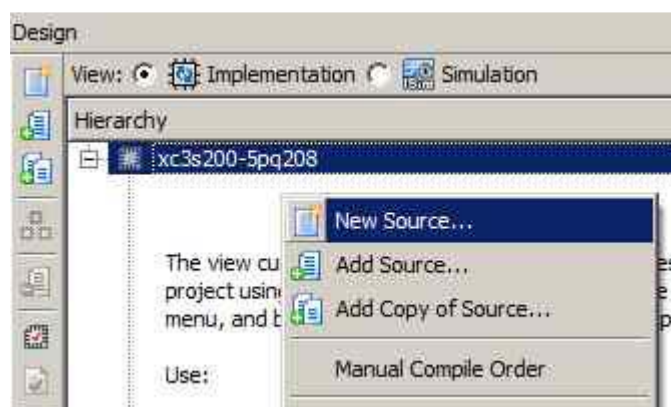 Design
View: Implementation Simulation
Hierarchy
xc3s200-5pq208
New Source...
The view cu
Add Source...
project usin
Add Copy of Source...
menu, and b
Manual Compile Order
Use: